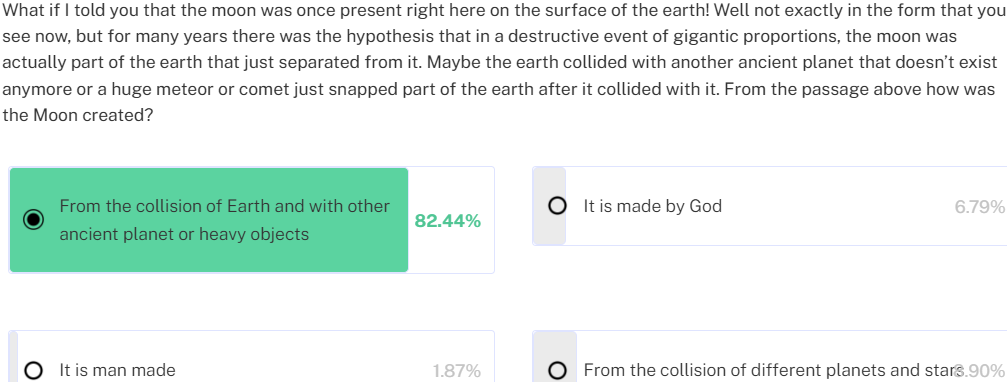 What if I told you that the moon was once present right here on the surface of the earth! Well not exactly in the form that you
see now, but for many years there was the hypothesis that in a destructive event of gigantic proportions, the moon was
actually part of the earth that just separated from it. Maybe the earth collided with another ancient planet that doesn’t exist
anymore or a huge meteor or comet just snapped part of the earth after it collided with it. From the passage above how was
the Moon created?
From the collision of Earth and with other
ancient planet or heavy objects
82.44%
It is made by God
6.79%
It is man made
1.87%
From the collision of different planets and stars
8.90%